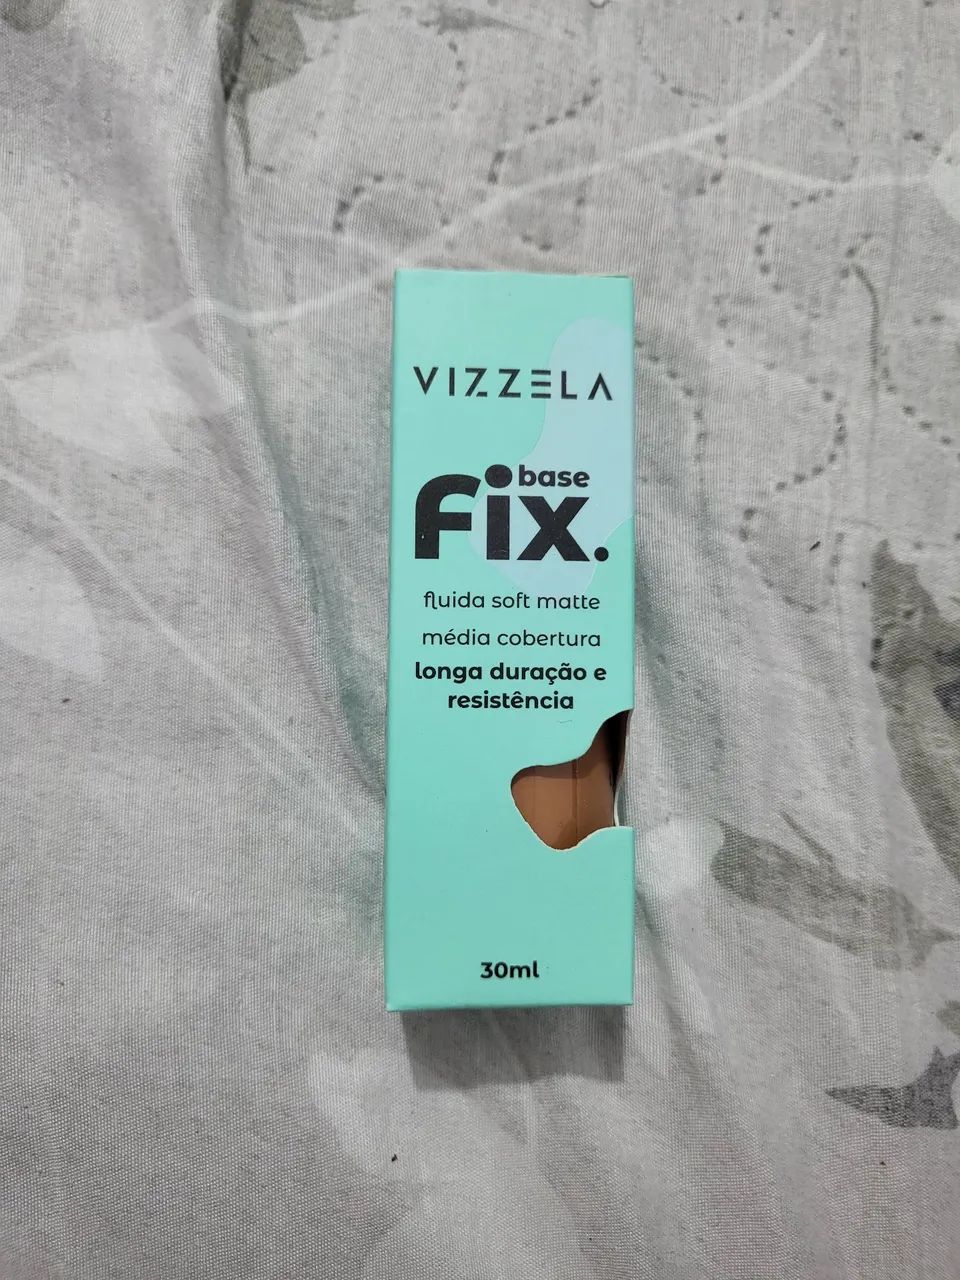 VIZZELA
base
Fix.
fluida soft matte
média cobertura
longa duração e
resistência
30ml